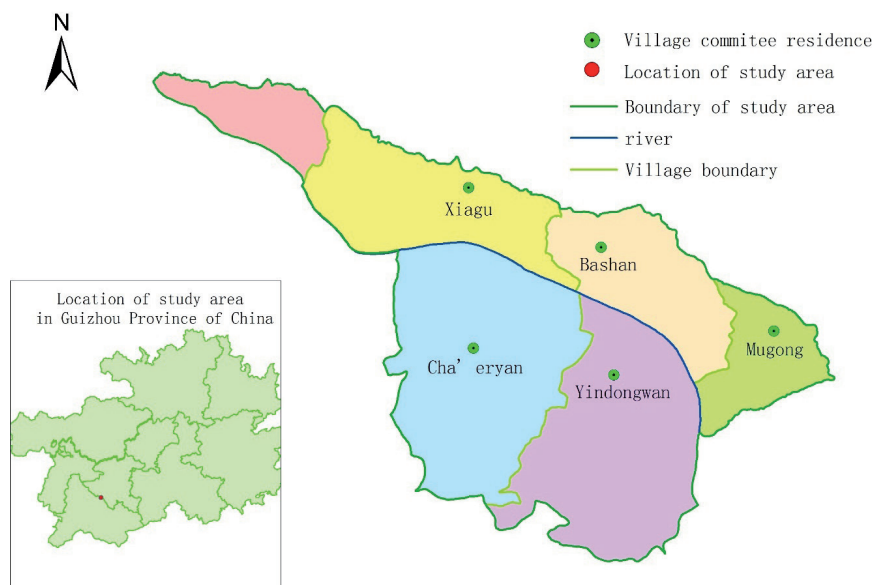 N
Village commitee residence
Location of study area
Boundary of study area
river
Village boundary
Xiagu
Bashan
Mugong
Cha' eryan
Yindongwan
Location of study area
in Guizhou Province of China